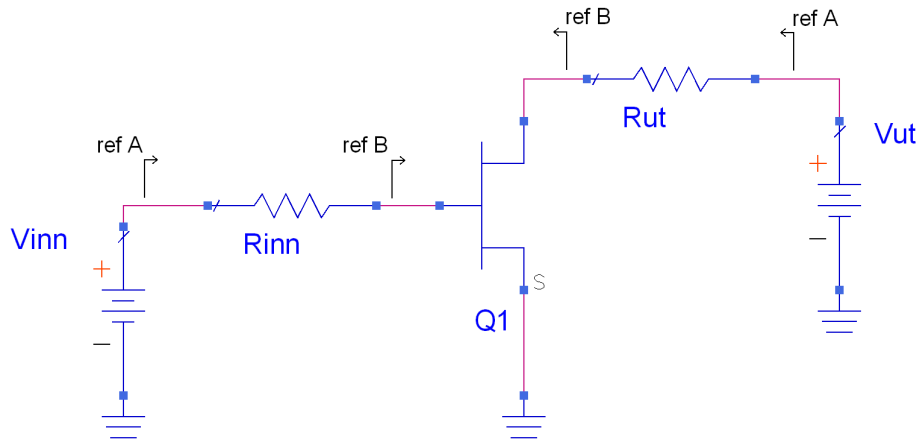 ref B
ref A
Rut
Vut
+
−
ref A
ref B
Vinn
Rinn
+
−
S
Q1